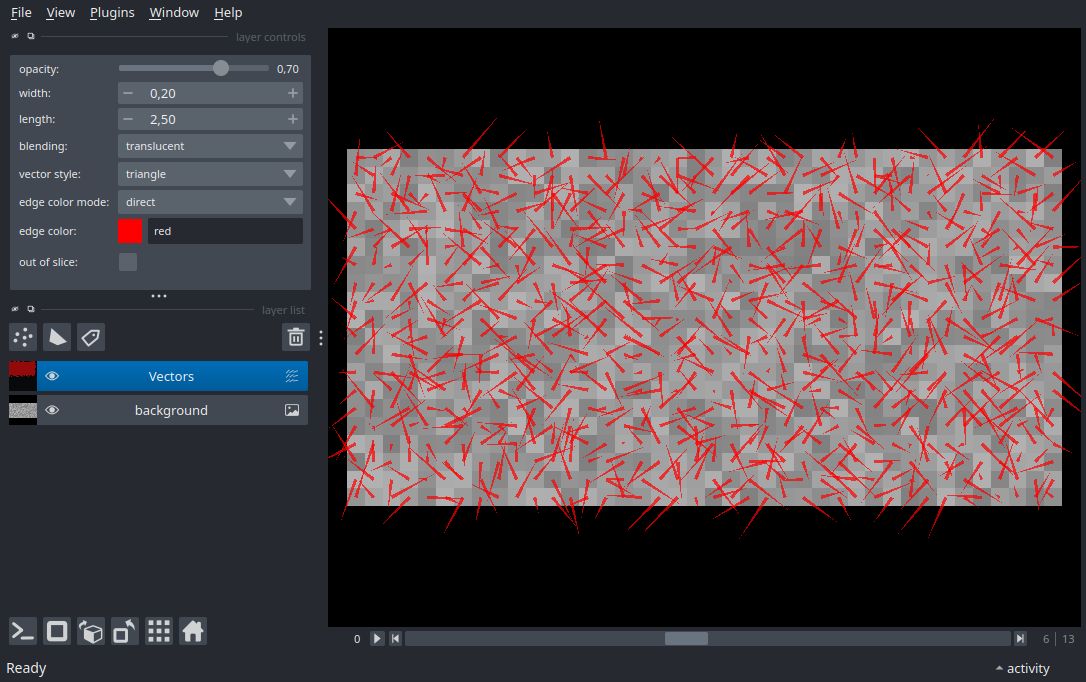 File View Plugins Window Help
layer controls
opacity: 0,70
width: 0,20
length: 2,50
blending: translucent
vector style: triangle
edge color mode: direct
edge color: red
out of slice:
layer list
Vectors
background
0 6 13
Ready activity